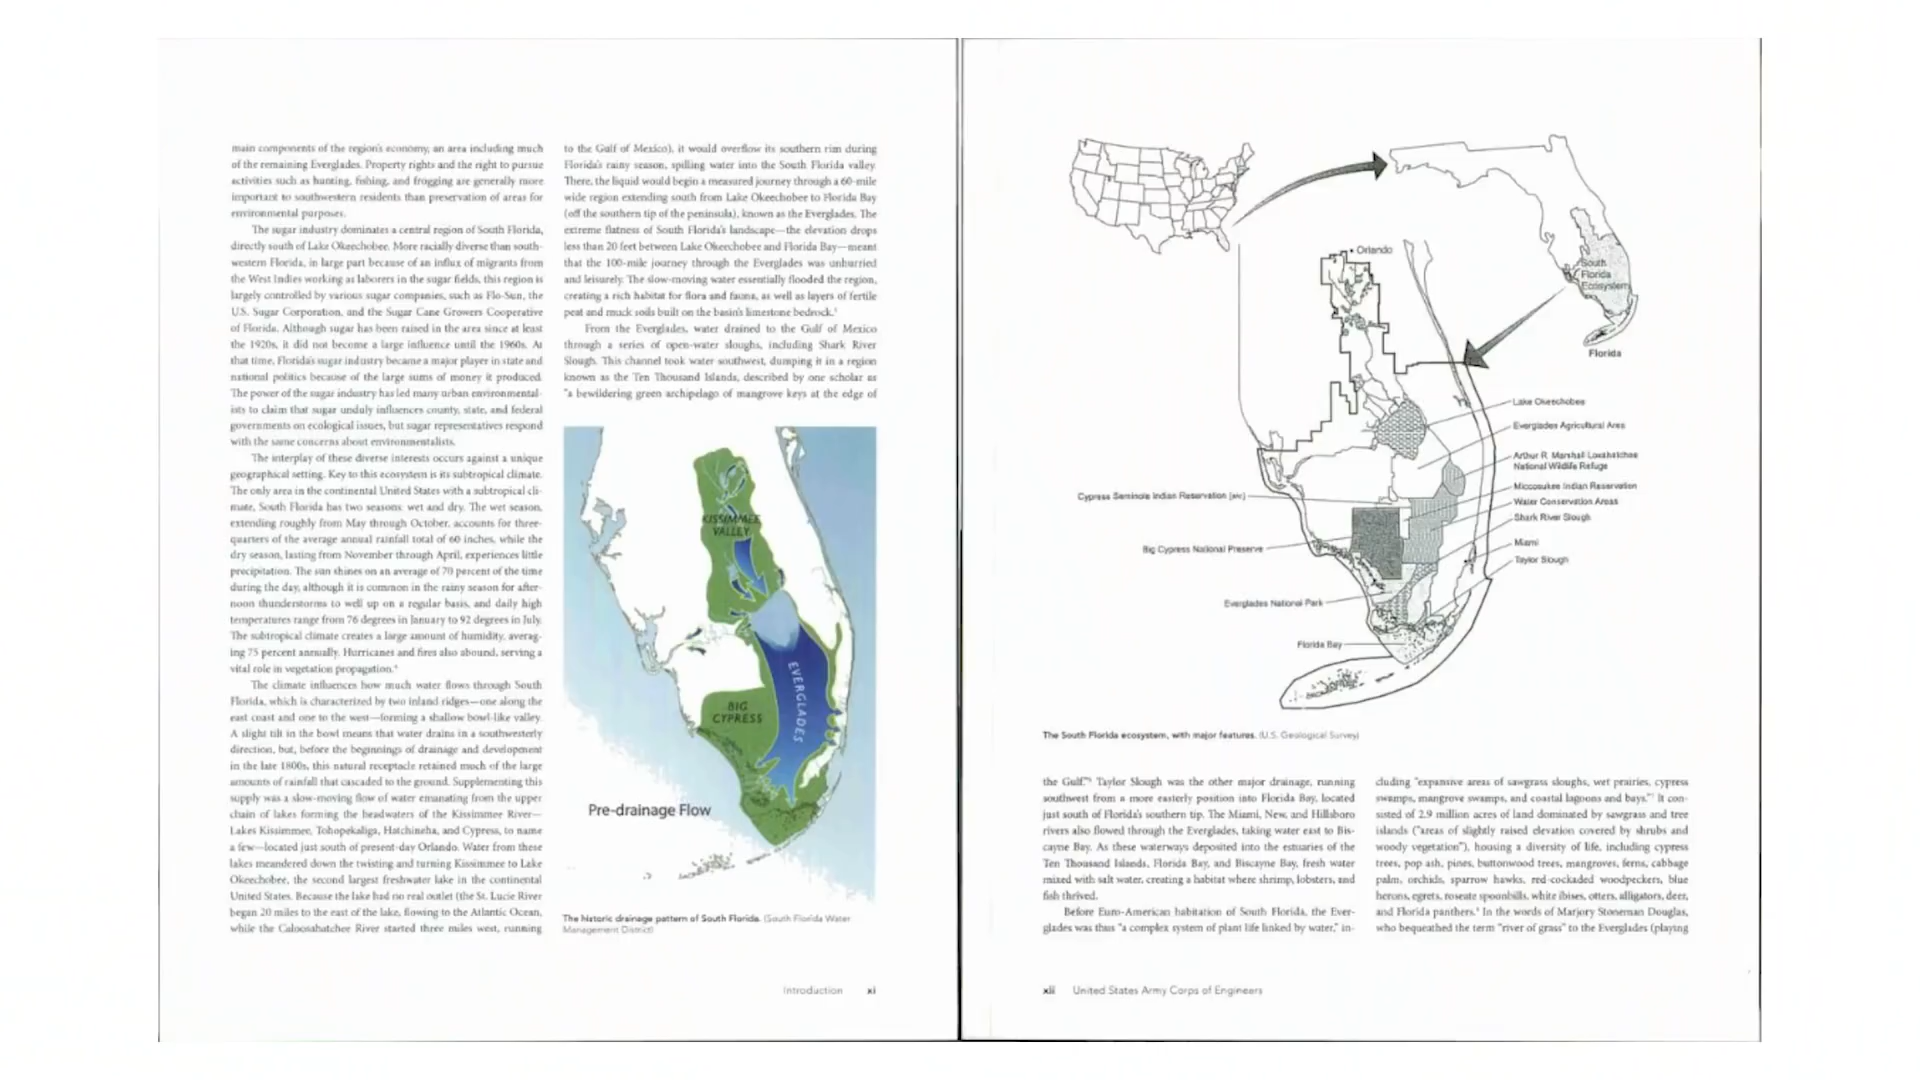 main components of the region's economy, an area including much
of the remaining Everglades. Property rights and the right to pursue
activities such as hunting, fishing, and frogging are generally more
important to southwestern residents than preservation of areas for
environmental purposes.
The sugar industry dominates a central region of South Florida,
directly south of Lake Okeechobee. More racially diverse than south-
western Florida, in large part because of an influx of migrants from
the West Indies working as laborers in the sugar fields, this region is
largely controlled by various sugar companies, such as Flo-Sun, the
U.S. Sugar Corporation, and the Sugar Cane Growers Cooperative
of Florida. Although sugar has been raised in the area since at least
the 1920s, it did not become a large influence until the 1960s. At
that time, Florida's sugar industry became a major player in state and
national politics because of the large sums of money it produced.
The power of the sugar industry has led many urban environmental-
ists to claim that sugar unduly influences county, state, and federal
governments on ecological issues, but sugar representatives respond
with the same concerns about environmentalists.
The interplay of these diverse interests occurs against a unique
geographical setting. Key to this ecosystem is its subtropical climate.
The only area in the continental United States with a subtropical cli-
mate, South Florida has two seasons: wet and dry. The wet season,
extending roughly from May through October, accounts for three-
quarters of the average annual rainfall total of 60 inches, while the
dry season, lasting from November through April, experiences little
precipitation. The sun shines on an average of 70 percent of the time
during the day, although it is common in the rainy season for after-
noon thunderstorms to well up on a regular basis, and daily high
temperatures range from 76 degrees in January to 92 degrees in July.
The subtropical climate creates a large amount of humidity, averag-
ing 75 percent annually. Hurricanes and fires also abound, serving a
vital role in vegetation propagation.⁴
The climate influences how much water flows through South
Florida, which is characterized by two inland ridges—one along the
east coast and one to the west—forming a shallow bowl-like valley.
A slight tilt in the bowl means that water drains in a southwesterly
direction, but, before the beginnings of drainage and development
in the late 1800s, this natural receptacle retained much of the large
amounts of rainfall that cascaded to the ground. Supplementing this
supply was a slow-moving flow of water emanating from the upper
chain of lakes forming the headwaters of the Kissimmee River—
Lakes Kissimmee, Tohopekaliga, Hatchineha, and Cypress, to name
a few—located just south of present-day Orlando. Water from these
lakes meandered down the twisting and turning Kissimmee to Lake
Okeechobee, the second largest freshwater lake in the continental
United States. Because the lake had no real outlet (the St. Lucie River
began 20 miles to the east of the lake, flowing to the Atlantic Ocean,
while the Caloosahatchee River started three miles west, running
to the Gulf of Mexico), it would overflow its southern rim during
Florida's rainy season, spilling water into the South Florida valley.
There, the liquid would begin a measured journey through a 60-mile
wide region extending south from Lake Okeechobee to Florida Bay
(off the southern tip of the peninsula), known as the Everglades. The
extreme flatness of South Florida's landscape—the elevation drops
less than 20 feet between Lake Okeechobee and Florida Bay—meant
that the 100-mile journey through the Everglades was unhurried
and leisurely. The slow-moving water essentially flooded the region,
creating a rich habitat for flora and fauna, as well as layers of fertile
peat and muck soils built on the basin's limestone bedrock.⁵
From the Everglades, water drained to the Gulf of Mexico
through a series of open-water sloughs, including Shark River
Slough. This channel took water southwest, dumping it in a region
known as the Ten Thousand Islands, described by one scholar as
"a bewildering green archipelago of mangrove keys at the edge of
KISSIMMEE
VALLEY
EVERGLADES
BIG
CYPRESS
Pre-drainage Flow
The historic drainage pattern of South Florida. (South Florida Water
Management District)
Introduction xi
Orlando
South
Florida
Ecosystem
Florida
Lake Okeechobee
Everglades Agricultural Area
Arthur R. Marshall Loxahatchee
National Wildlife Refuge
Miccosukee Indian Reservation
Water Conservation Areas
Shark River Slough
Miami
Taylor Slough
Cypress Seminole Indian Reservation [sic]
Big Cypress National Preserve
Everglades National Park
Florida Bay
The South Florida ecosystem, with major features. (U.S. Geological Survey)
the Gulf."⁶ Taylor Slough was the other major drainage, running
southwest from a more easterly position into Florida Bay, located
just south of Florida's southern tip. The Miami, New, and Hillsboro
rivers also flowed through the Everglades, taking water east to Bis-
cayne Bay. As these waterways deposited into the estuaries of the
Ten Thousand Islands, Florida Bay, and Biscayne Bay, fresh water
mixed with salt water, creating a habitat where shrimp, lobsters, and
fish thrived.
Before Euro-American habitation of South Florida, the Ever-
glades was thus "a complex system of plant life linked by water," in-
cluding "expansive areas of sawgrass sloughs, wet prairies, cypress
swamps, mangrove swamps, and coastal lagoons and bays."⁷ It con-
sisted of 2.9 million acres of land dominated by sawgrass and tree
islands ("areas of slightly raised elevation covered by shrubs and
woody vegetation"), housing a diversity of life, including cypress
trees, pop ash, pines, buttonwood trees, mangroves, ferns, cabbage
palm, orchids, sparrow hawks, red-cockaded woodpeckers, blue
herons, egrets, roseate spoonbills, white ibises, otters, alligators, deer,
and Florida panthers.⁸ In the words of Marjory Stoneman Douglas,
who bequeathed the term "river of grass" to the Everglades (playing
xii United States Army Corps of Engineers